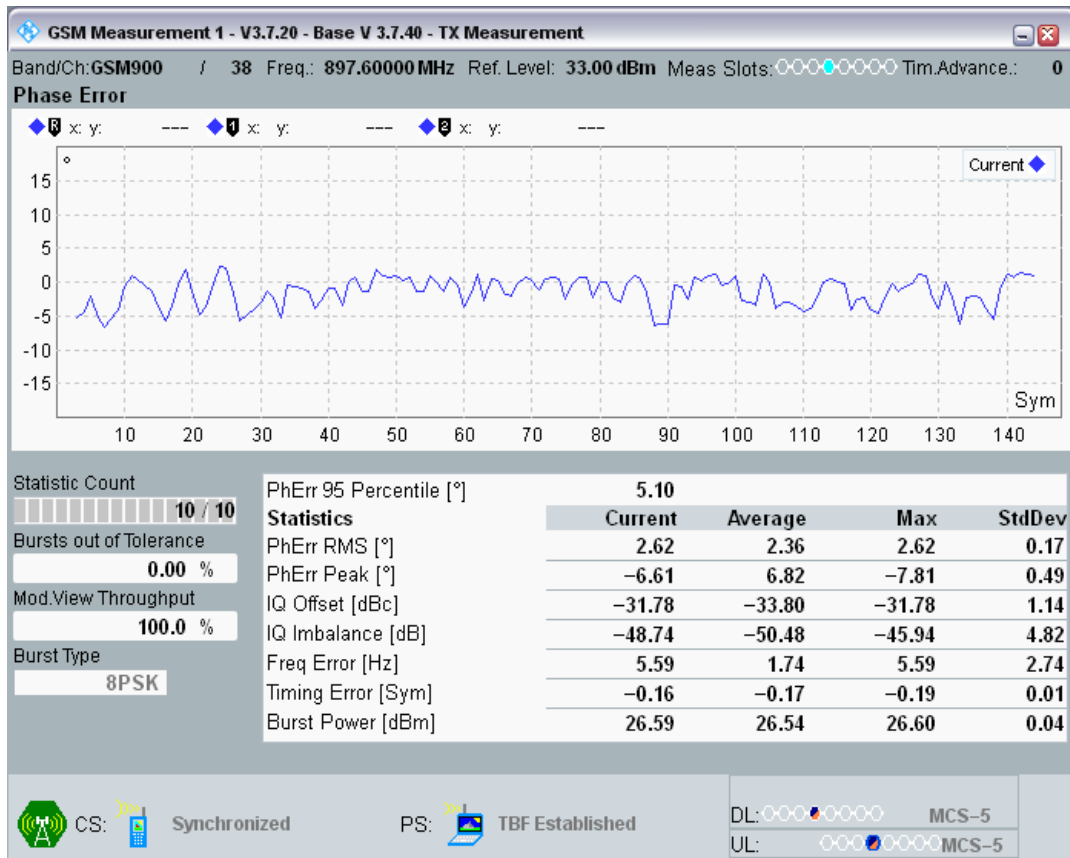 GSM Measurement 1 - V3.7.20 - Base V 3.7.40 - TX Measurement
Band/Ch:GSM900 / 38 Freq.: 897.60000 MHz Ref. Level: 33.00 dBm Meas Slots: Tim.Advance.: 0
Phase Error
R x: y: --- 1 x: y: --- 2 x: y: ---
°
Current
15
10
5
0
-5
-10
-15
Sym
10 20 30 40 50 60 70 80 90 100 110 120 130 140
Statistic Count
10 / 10
Bursts out of Tolerance
0.00 %
Mod.View Throughput
100.0 %
Burst Type
8PSK
PhErr 95 Percentile [°] 5.10
Statistics Current Average Max StdDev
PhErr RMS [°] 2.62 2.36 2.62 0.17
PhErr Peak [°] −6.61 6.82 −7.81 0.49
IQ Offset [dBc] −31.78 −33.80 −31.78 1.14
IQ Imbalance [dB] −48.74 −50.48 −45.94 4.82
Freq Error [Hz] 5.59 1.74 5.59 2.74
Timing Error [Sym] −0.16 −0.17 −0.19 0.01
Burst Power [dBm] 26.59 26.54 26.60 0.04
CS: Synchronized PS: TBF Established
DL: MCS−5
UL: MCS−5